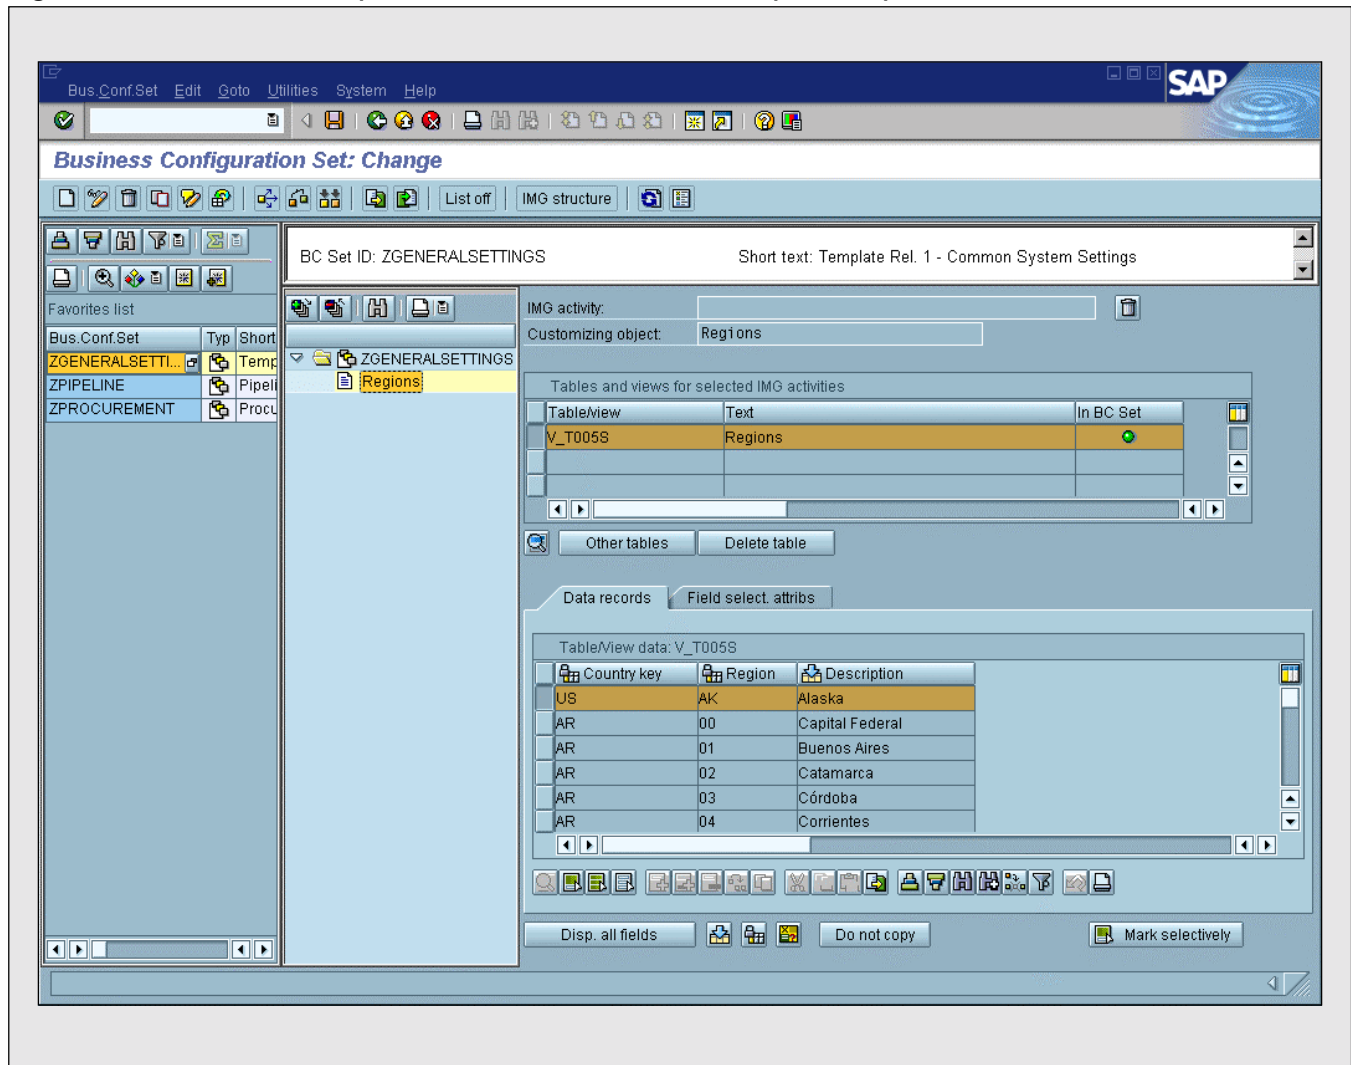 Bus.Conf.Set Edit Goto Utilities System Help
SAP
Business Configuration Set: Change
List off IMG structure
BC Set ID: ZGENERALSETTINGS Short text: Template Rel. 1 - Common System Settings
Favorites list
Bus.Conf.Set Typ Short
ZGENERALSETTI... Temp
ZPIPELINE Pipeli
ZPROCUREMENT Procu
ZGENERALSETTINGS
Regions
IMG activity:
Customizing object: Regions
Tables and views for selected IMG activities
Table/view Text In BC Set
V_T005S Regions
Other tables Delete table
Data records Field select. attribs
Table/View data: V_T005S
Country key Region Description
US AK Alaska
AR 00 Capital Federal
AR 01 Buenos Aires
AR 02 Catamarca
AR 03 Córdoba
AR 04 Corrientes
Disp. all fields Do not copy Mark selectively